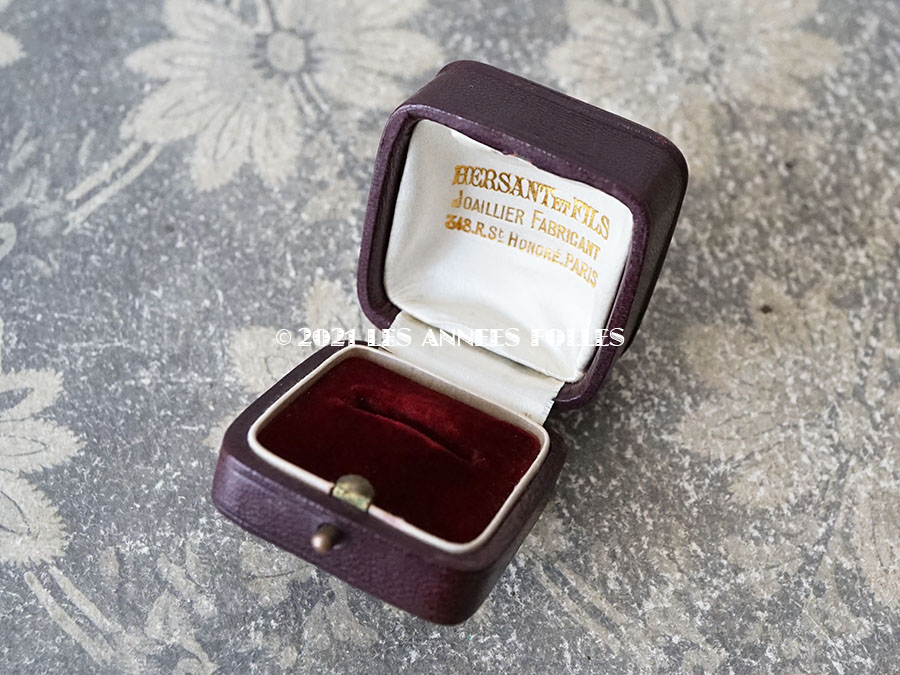 HERSANT ET FILS
JOAILLIER FABRICANT
348.R.St HONORÉ.PARIS
© 2021 LES ANNEES FOLLES